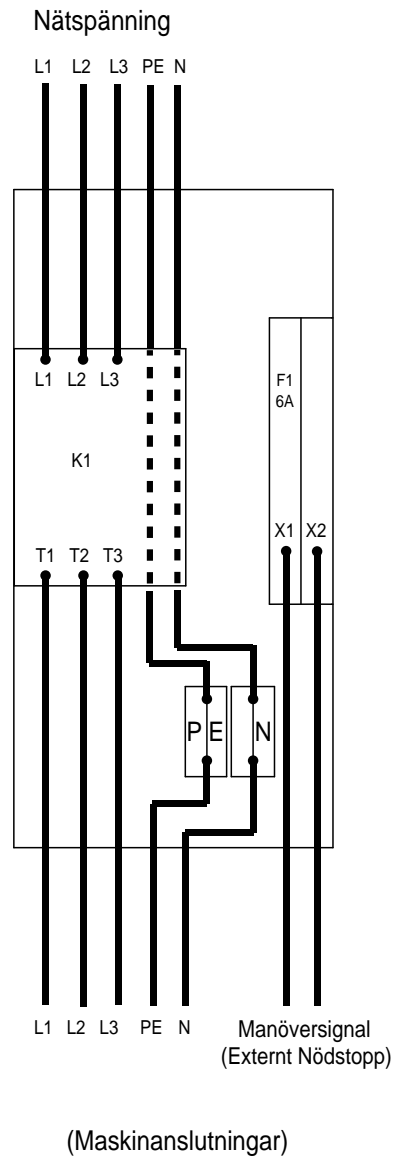 Nätspänning
L1 L2 L3 PE N
L1 L2 L3
F1
6A
K1
X1 X2
T1 T2 T3
PE N
L1 L2 L3 PE N
Manöversignal
(Externt Nödstopp)
(Maskinanslutningar)